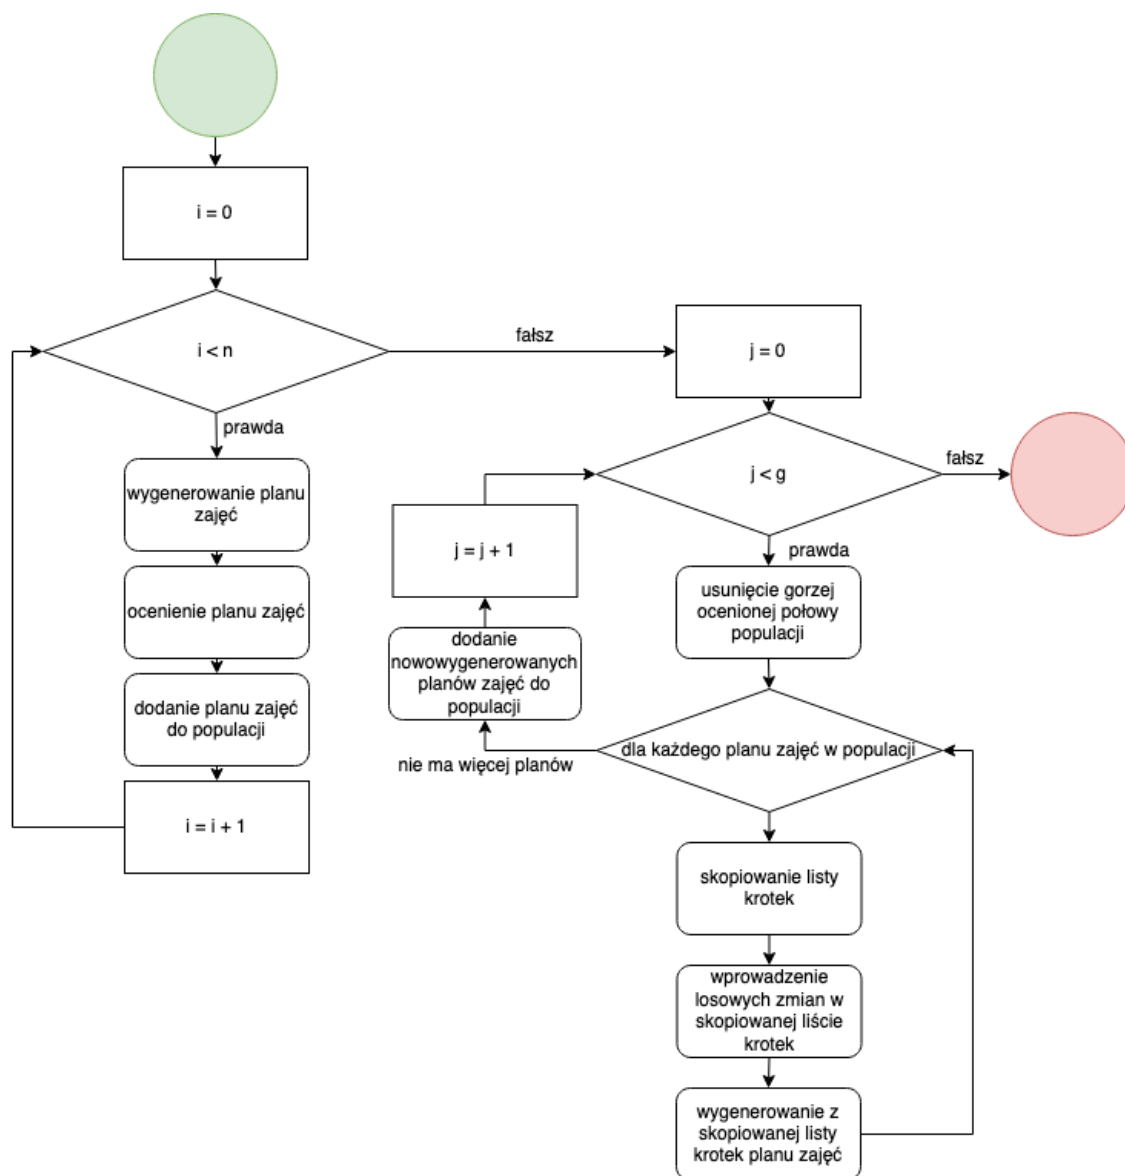 i = 0
i < n
fałsz
prawda
wygenerowanie planu
zajęć
ocenienie planu zajęć
dodanie planu zajęć
do populacji
i = i + 1
j = 0
j < g
fałsz
prawda
usunięcie gorzej
ocenionej połowy
populacji
dla każdego planu zajęć w populacji
nie ma więcej planów
dodanie
nowowygenerowanych
planów zajęć do
populacji
j = j + 1
skopiowanie listy
krotek
wprowadzenie
losowych zmian w
skopiowanej liście
krotek
wygenerowanie z
skopiowanej listy
krotek planu zajęć